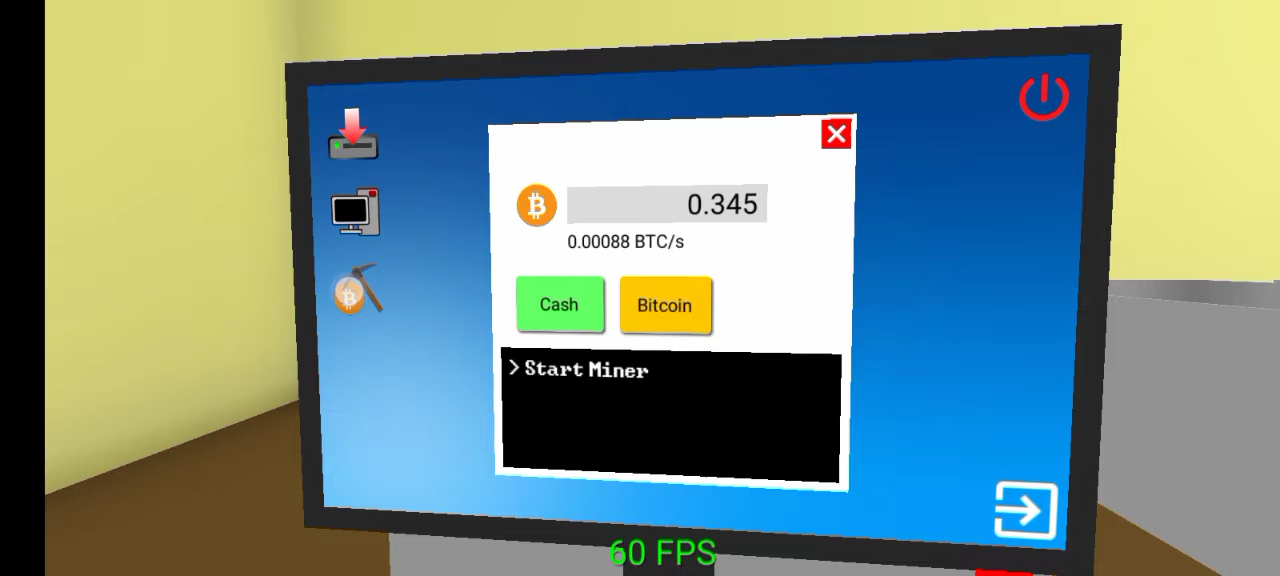 0.345
0.00088 BTC/s
Cash
Bitcoin
>Start Miner
60 FPS